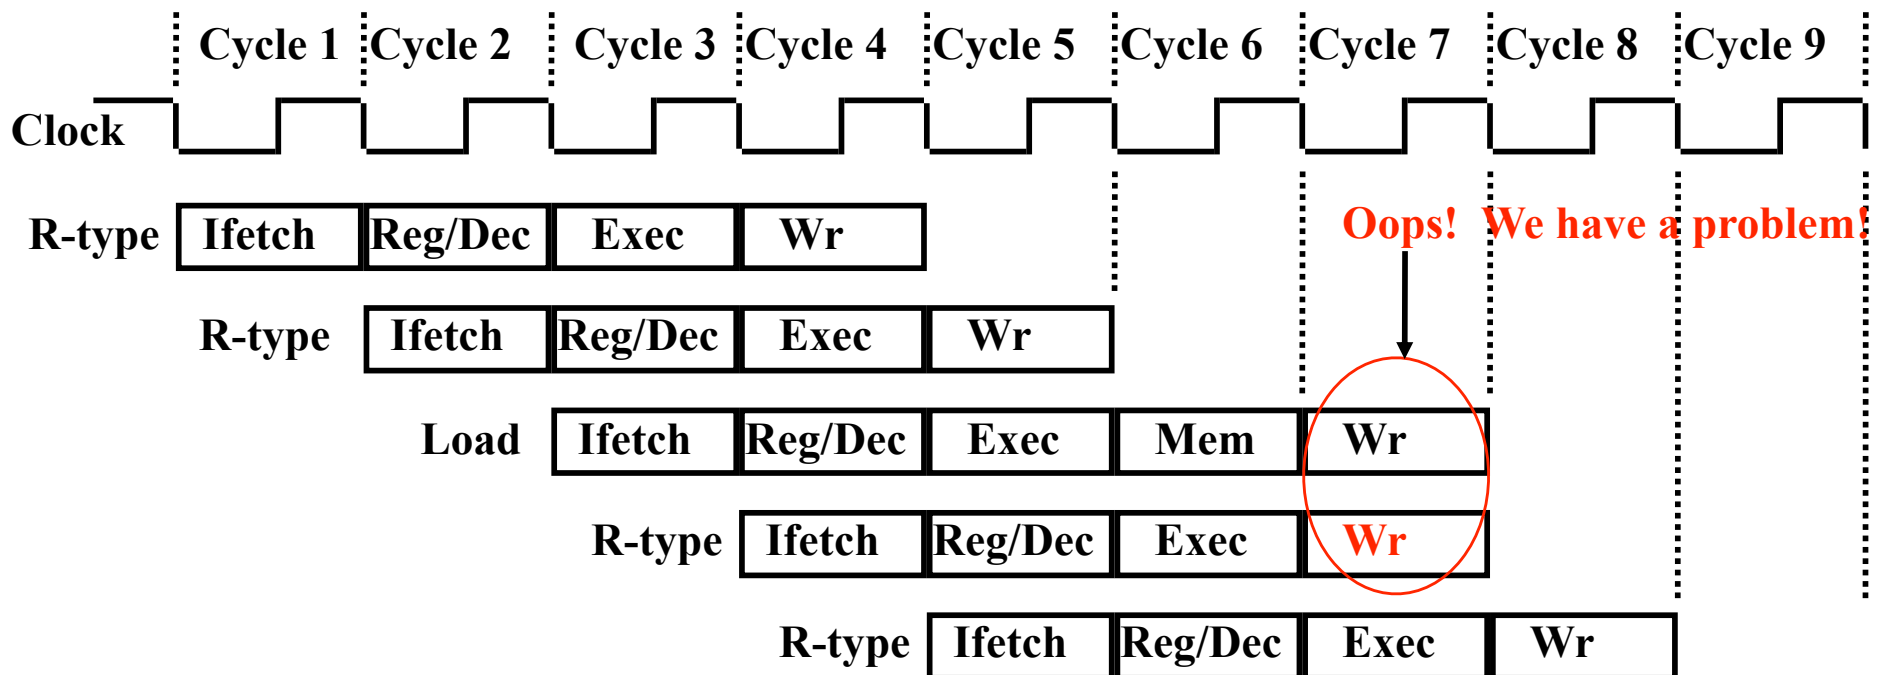 Cycle 1 Cycle 2 Cycle 3 Cycle 4 Cycle 5 Cycle 6 Cycle 7 Cycle 8 Cycle 9
Clock
R-type Ifetch Reg/Dec Exec Wr Oops! We have a problem!
R-type Ifetch Reg/Dec Exec Wr
Load Ifetch Reg/Dec Exec Mem Wr
R-type Ifetch Reg/Dec Exec Wr
R-type Ifetch Reg/Dec Exec Wr